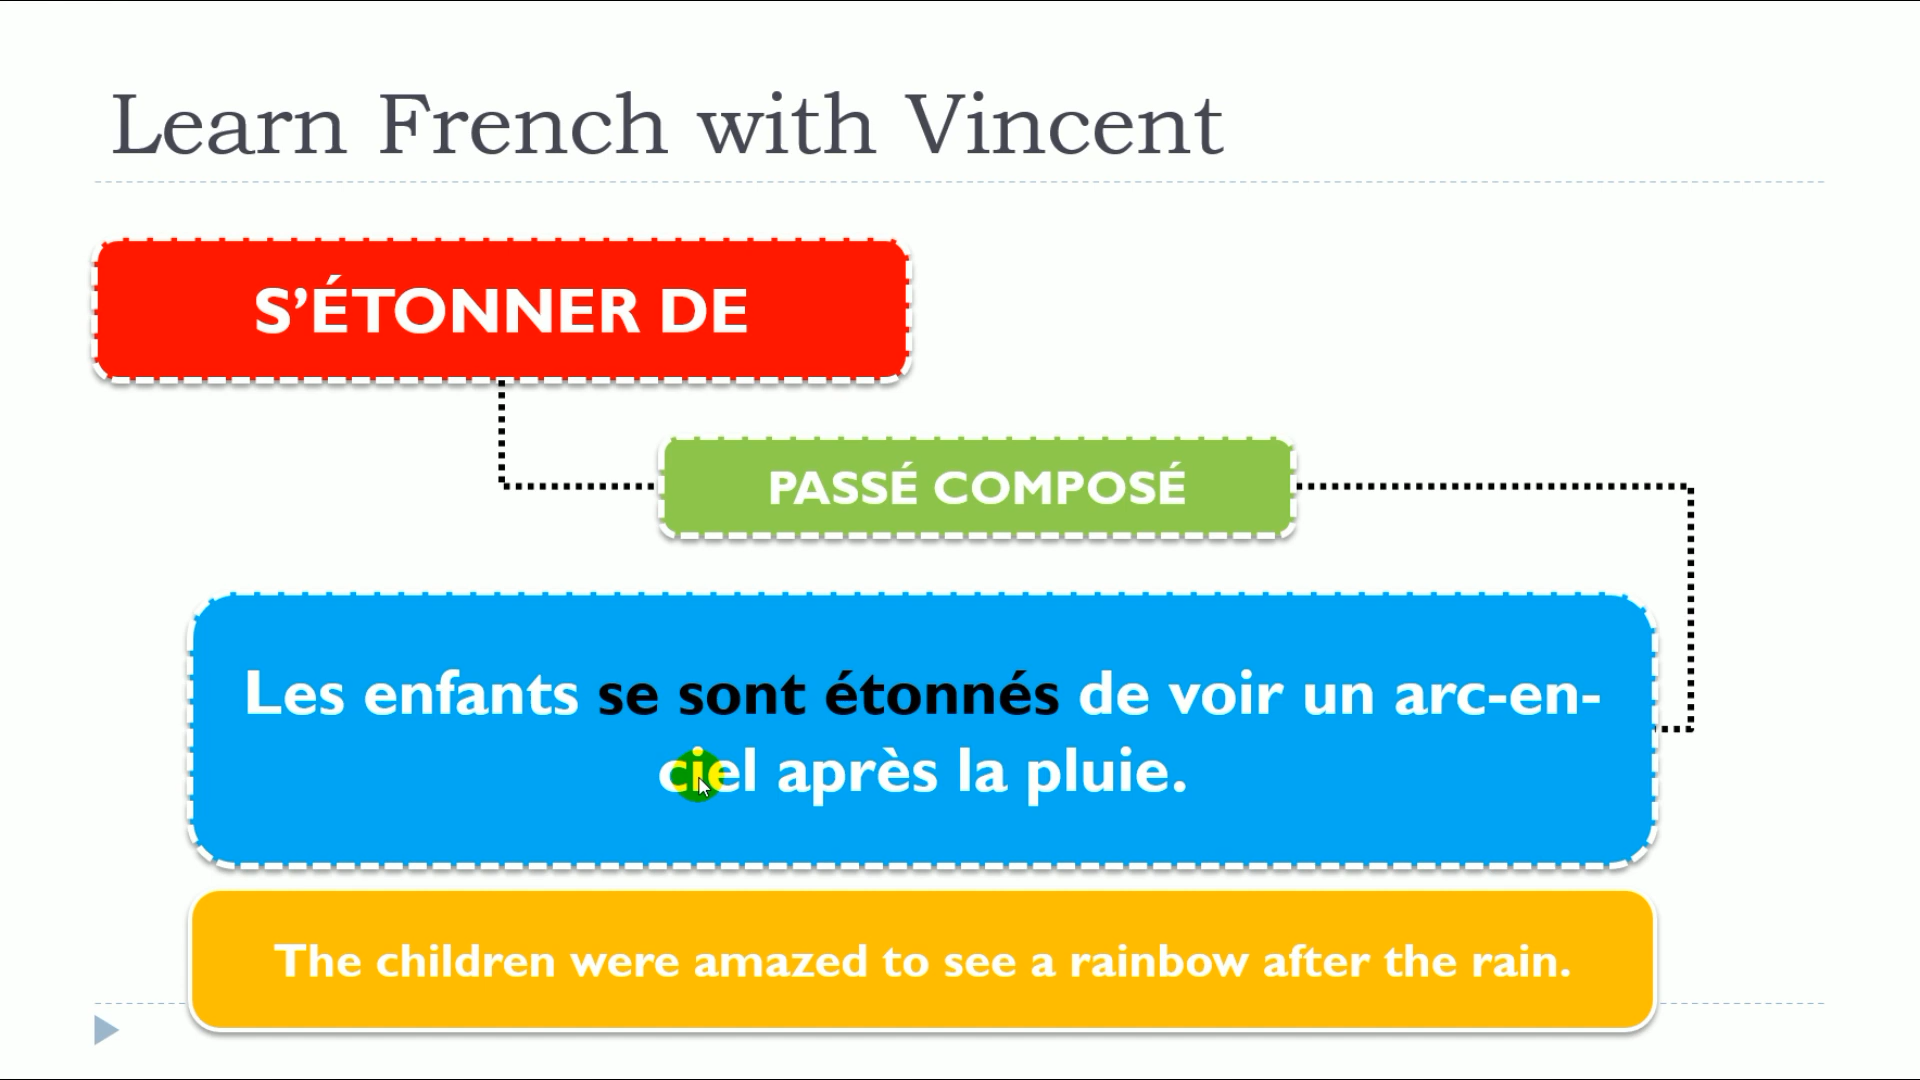 Learn French with Vincent
S’ÉTONNER DE
PASSÉ COMPOSÉ
Les enfants se sont étonnés de voir un arc-en-
ciel après la pluie.
The children were amazed to see a rainbow after the rain.